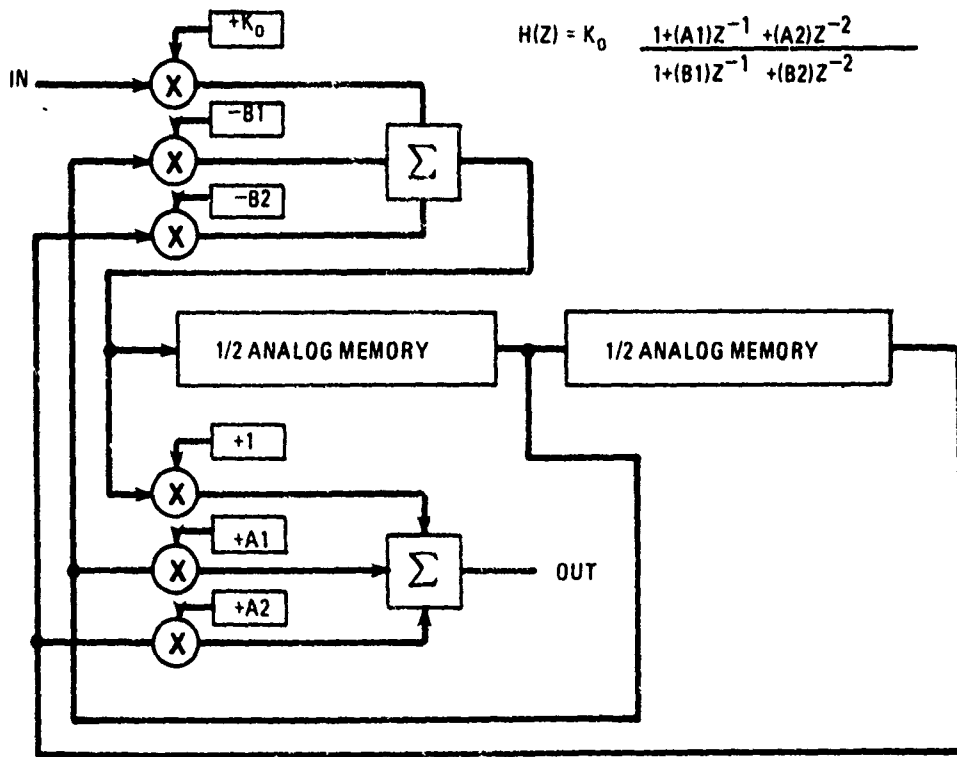 +K₀
H(Z) = K₀ 1+(A1)Z⁻¹ +(A2)Z⁻²
1+(B1)Z⁻¹ +(B2)Z⁻²
IN
X
−B1
X
Σ
−B2
X
1/2 ANALOG MEMORY
1/2 ANALOG MEMORY
+1
X
+A1
X
Σ
OUT
+A2
X